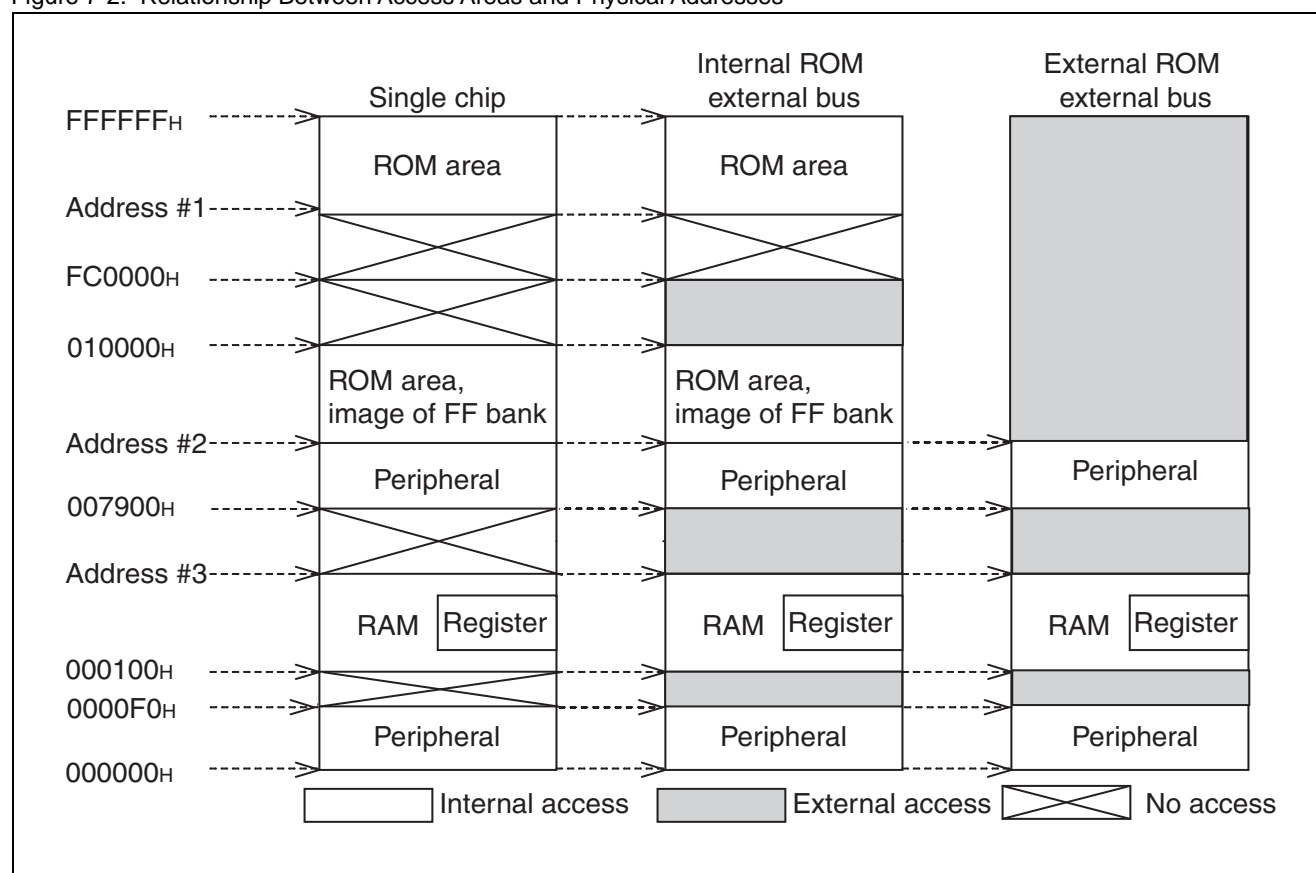 Figure 7-2. Relationship Between Access Areas and Physical Addresses
Single chip
Internal ROM
external bus
External ROM
external bus
FFFFFFH
ROM area
ROM area
Address #1
FC0000H
010000H
ROM area,
image of FF bank
ROM area,
image of FF bank
Address #2
Peripheral
Peripheral
Peripheral
007900H
Address #3
RAM
Register
RAM
Register
RAM
Register
000100H
0000F0H
Peripheral
Peripheral
Peripheral
000000H
Internal access
External access
No access